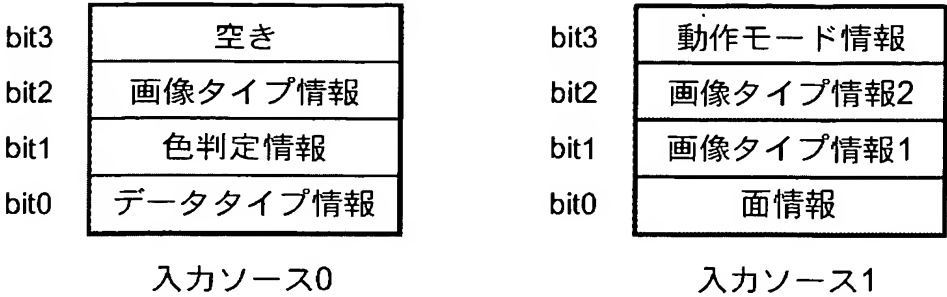 bit3 空き
bit2 画像タイプ情報
bit1 色判定情報
bit0 データタイプ情報
入力ソース0
bit3 動作モード情報
bit2 画像タイプ情報2
bit1 画像タイプ情報1
bit0 面情報
入力ソース1